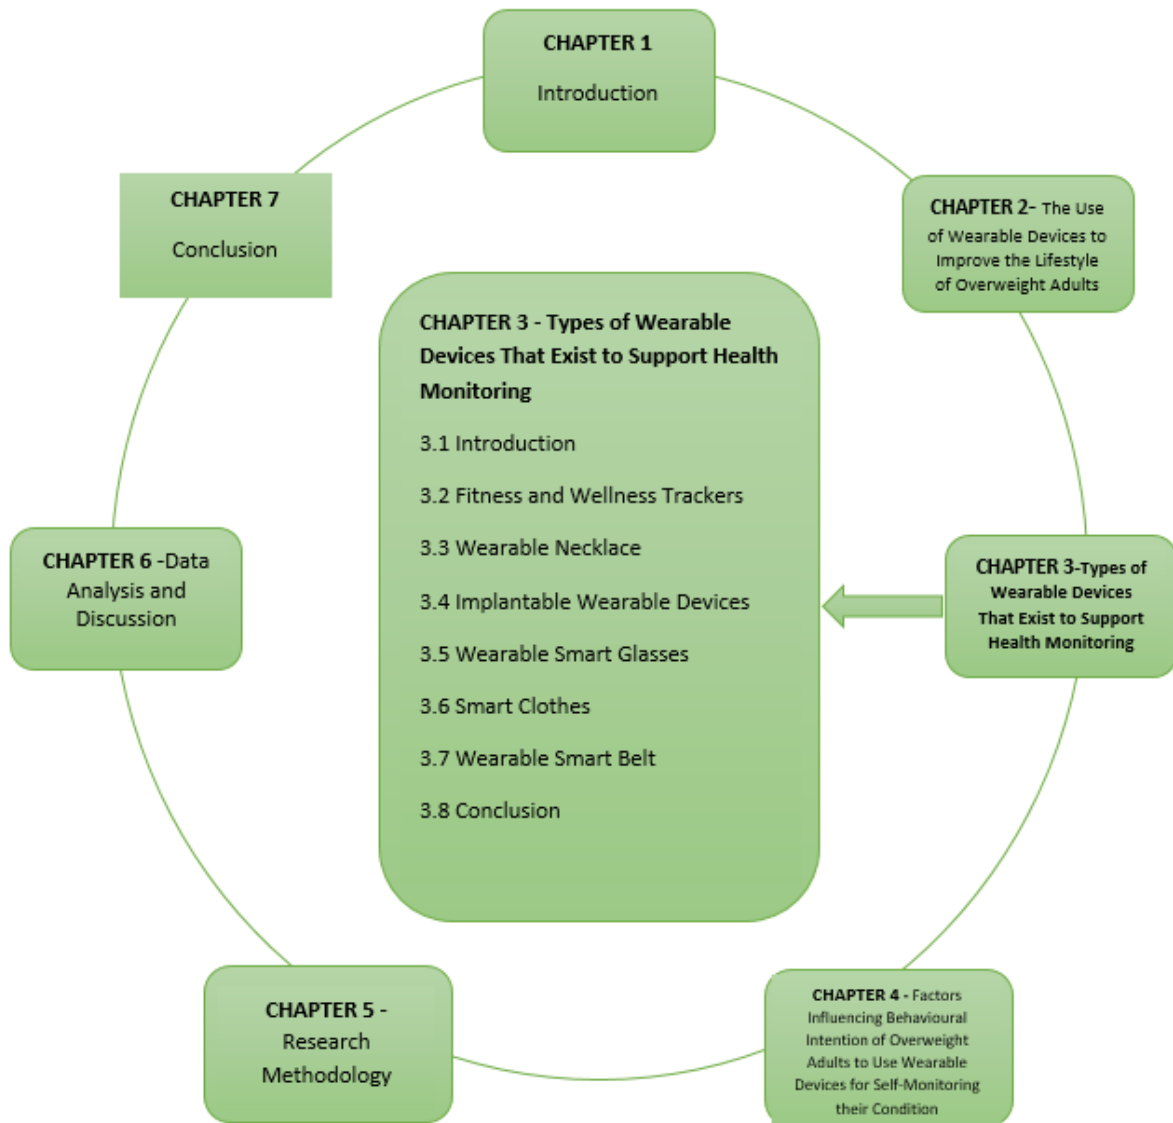 CHAPTER 1
Introduction
CHAPTER 2- The Use
of Wearable Devices to
Improve the Lifestyle
of Overweight Adults
CHAPTER 3-Types of
Wearable Devices
That Exist to Support
Health Monitoring
CHAPTER 4 - Factors
Influencing Behavioural
Intention of Overweight
Adults to Use Wearable
Devices for Self-Monitoring
their Condition
CHAPTER 5 -
Research
Methodology
CHAPTER 6 -Data
Analysis and
Discussion
CHAPTER 7
Conclusion
CHAPTER 3 - Types of Wearable
Devices That Exist to Support Health
Monitoring
3.1 Introduction
3.2 Fitness and Wellness Trackers
3.3 Wearable Necklace
3.4 Implantable Wearable Devices
3.5 Wearable Smart Glasses
3.6 Smart Clothes
3.7 Wearable Smart Belt
3.8 Conclusion